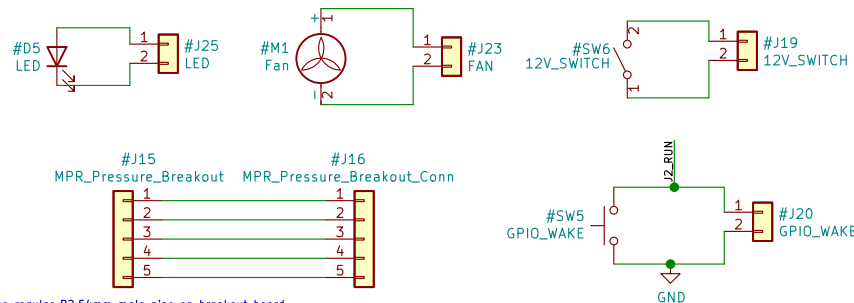 #D5
LED
1
2
#J25
LED
#M1
Fan
+
1
-
2
1
2
#J23
FAN
#SW6
12V_SWITCH
2
1
1
2
#J19
12V_SWITCH
#J15
MPR_Pressure_Breakout
1
2
3
4
5
#J16
MPR_Pressure_Breakout_Conn
1
2
3
4
5
J2_RUN
#SW5
GPIO_WAKE
1
2
#J20
GPIO_WAKE
GND